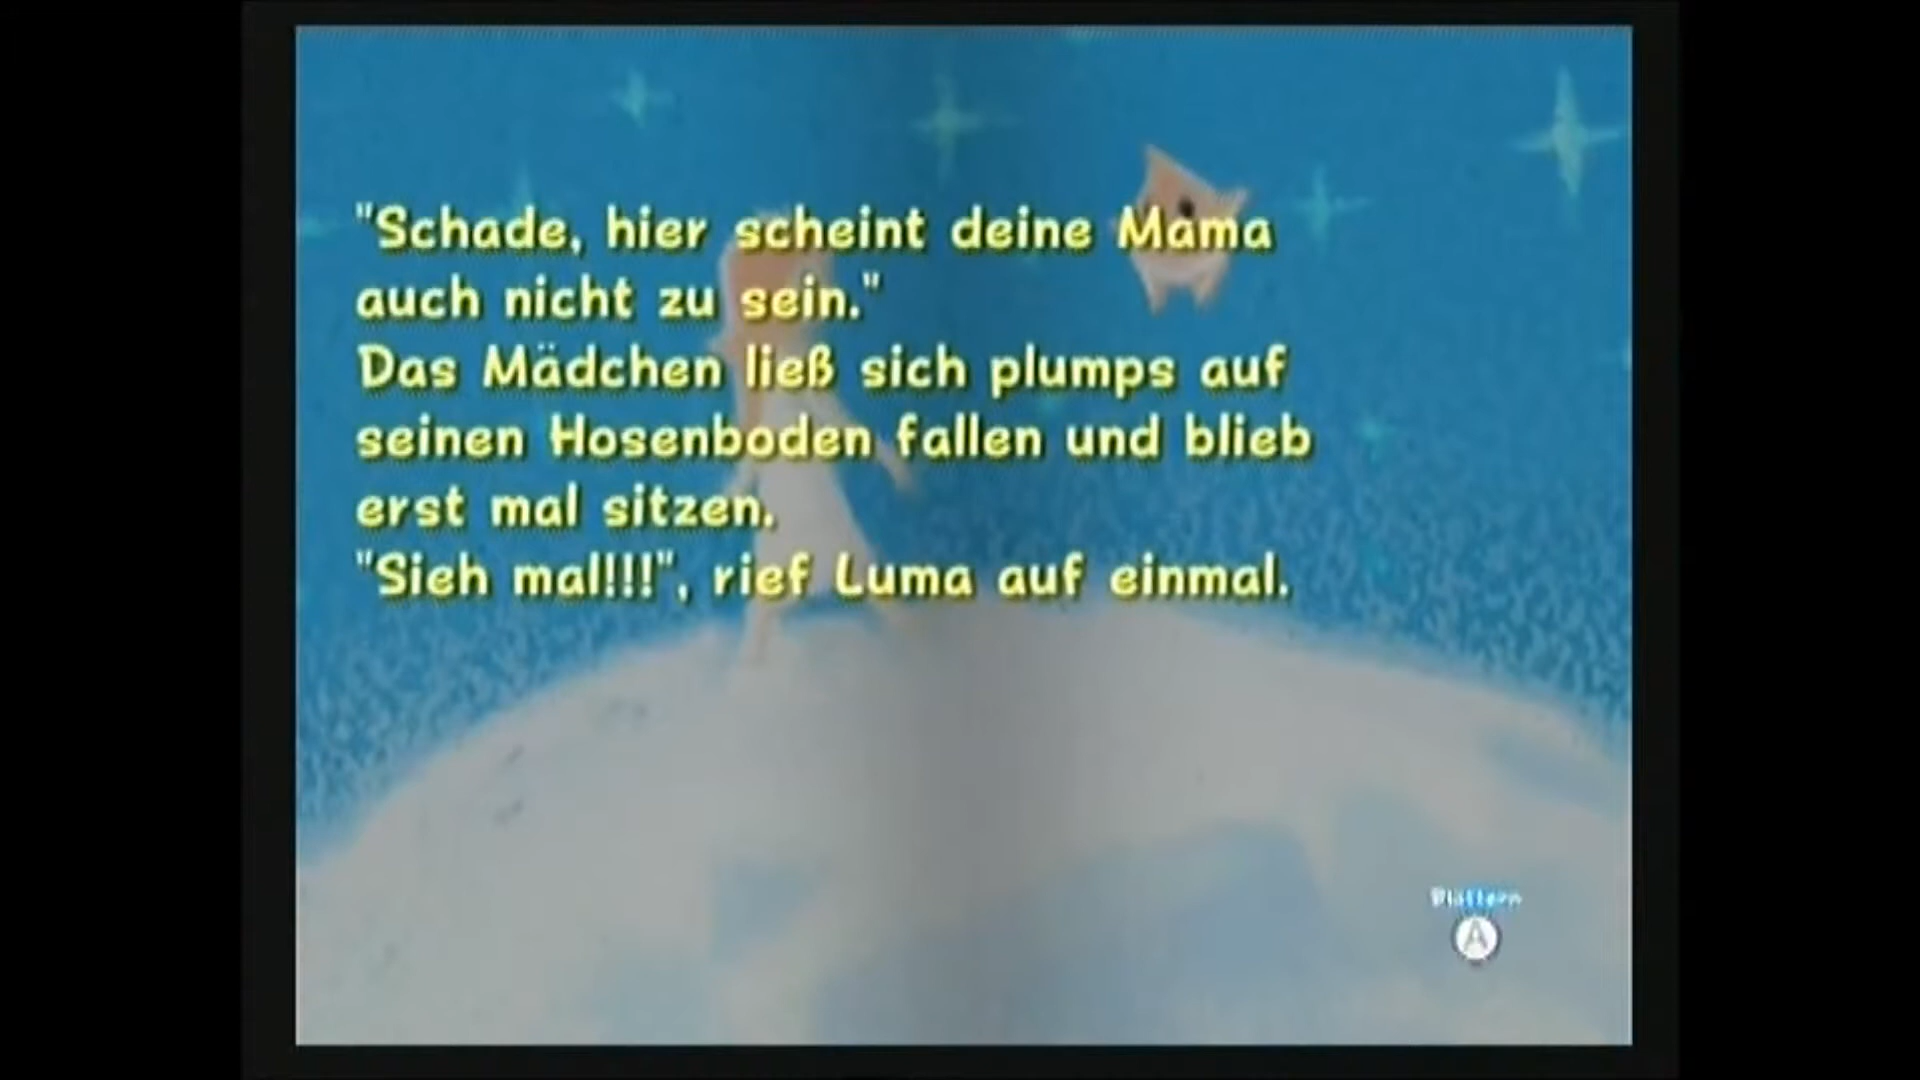 "Schade, hier scheint deine Mama
auch nicht zu sein."
Das Mädchen ließ sich plumps auf
seinen Hosenboden fallen und blieb
erst mal sitzen.
"Sieh mal!!!", rief Luma auf einmal.
Blättern
A